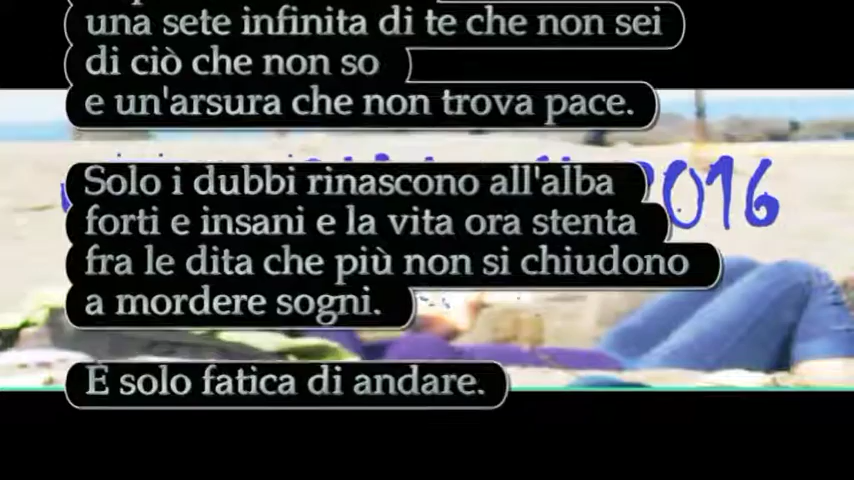 una sete infinita di te che non sei
di ciò che non so
e un'arsura che non trova pace.
2016
Solo i dubbi rinascono all'alba
forti e insani e la vita ora stenta
fra le dita che più non si chiudono
a mordere sogni.
E solo fatica di andare.